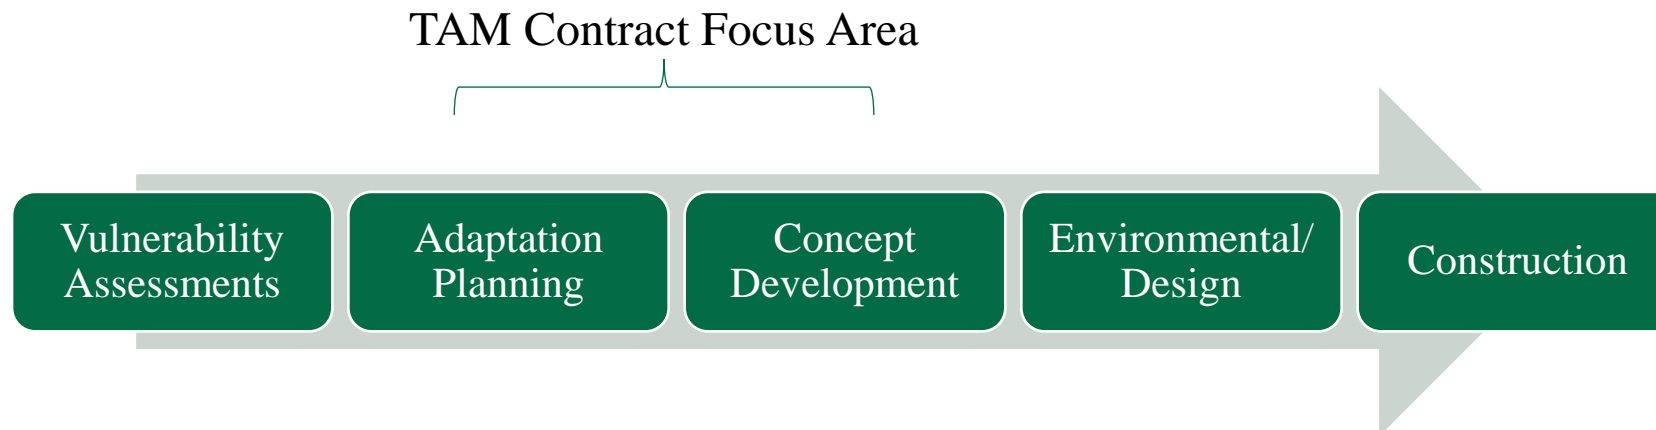 TAM Contract Focus Area
Vulnerability
Assessments
Adaptation
Planning
Concept
Development
Environmental/
Design
Construction